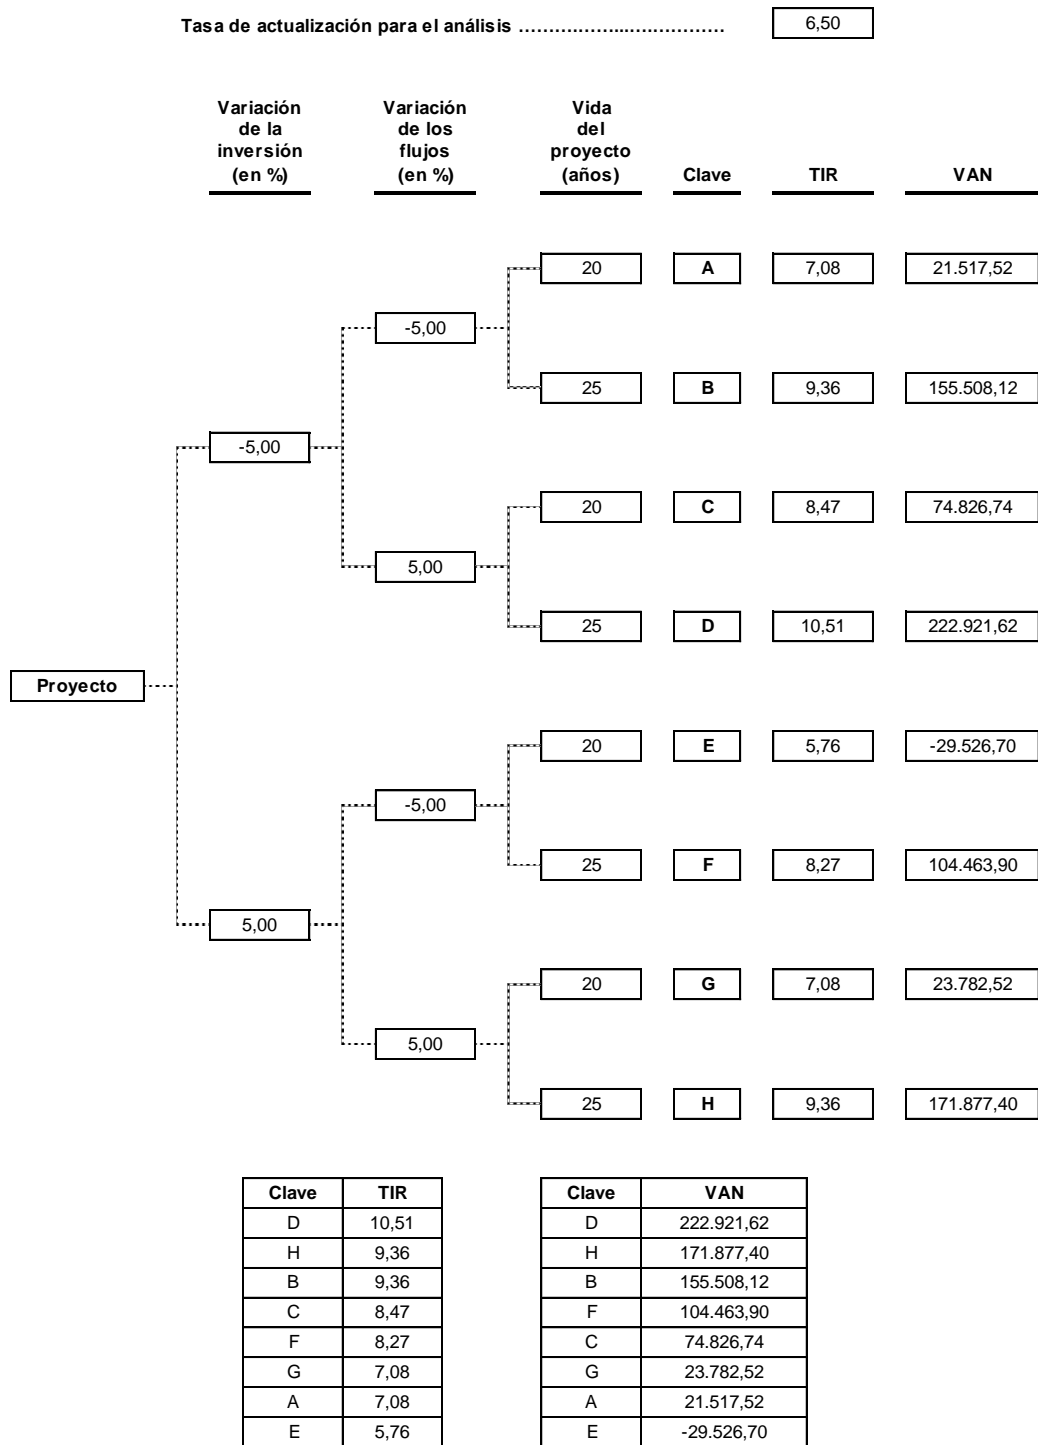 Tasa de actualización para el análisis ………..……...…..………… 6,50
Variación de la inversión (en %)
Variación de los flujos (en %)
Vida del proyecto (años)
Clave
TIR
VAN
20 A 7,08 21.517,52
-5,00
25 B 9,36 155.508,12
-5,00
20 C 8,47 74.826,74
5,00
25 D 10,51 222.921,62
Proyecto
20 E 5,76 -29.526,70
-5,00
25 F 8,27 104.463,90
5,00
20 G 7,08 23.782,52
5,00
25 H 9,36 171.877,40
Clave TIR
D 10,51
H 9,36
B 9,36
C 8,47
F 8,27
G 7,08
A 7,08
E 5,76
Clave VAN
D 222.921,62
H 171.877,40
B 155.508,12
F 104.463,90
C 74.826,74
G 23.782,52
A 21.517,52
E -29.526,70